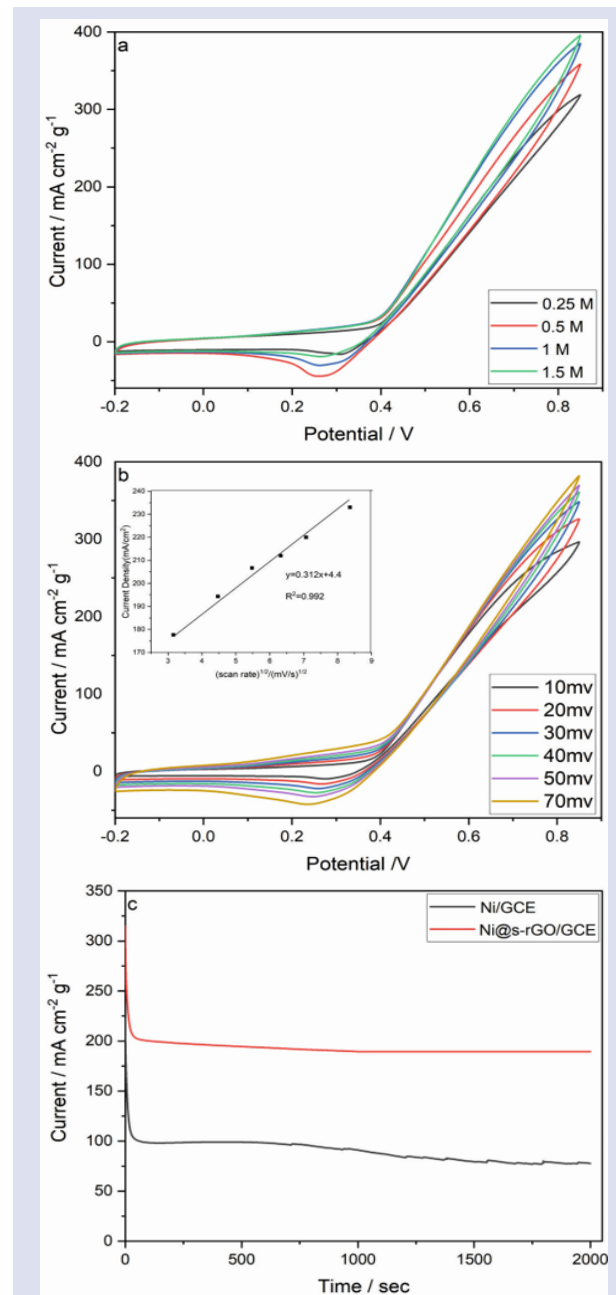 a
400
300
200
100
0
Current / mA cm-2 g-1
0.25 M
0.5 M
1 M
1.5 M
-0.2 0.0 0.2 0.4 0.6 0.8
Potential / V
b
400
300
200
100
0
Current / mA cm-2 g-1
240
230
220
210
200
190
180
170
Current Density(mA/cm2)
y=0.312x+4.4
R2=0.992
3 4 5 6 7 8 9
(scan rate)1/2/(mV/s)1/2
10mv
20mv
30mv
40mv
50mv
70mv
-0.2 0.0 0.2 0.4 0.6 0.8
Potential /V
c
350
300
250
200
150
100
50
0
Current / mA cm-2 g-1
Ni/GCE
Ni@s-rGO/GCE
0 500 1000 1500 2000
Time / sec